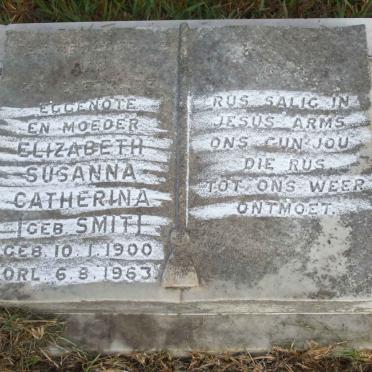 EGGENOTE
EN MOEDER
ELIZABETH
SUSANNA
CATHERINA
[GEB. SMIT]
GEB. 10.1.1900
ORL 6.8.1963
RUS SALIG IN
JESUS ARMS
ONS GUN JOU
DIE RUS
TOT ONS WEER
ONTMOET.